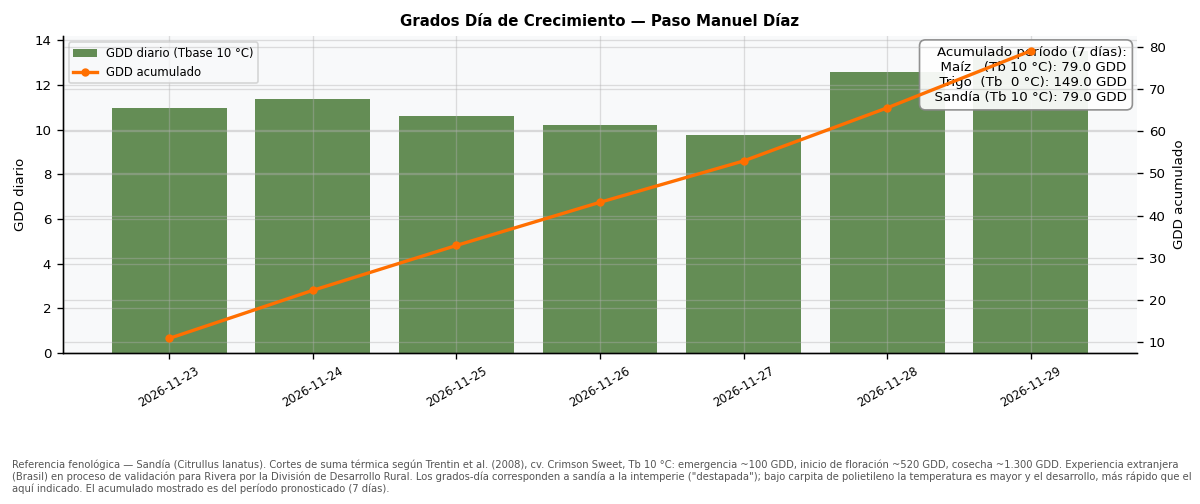 Grados Día de Crecimiento — Paso Manuel Díaz
GDD diario (Tbase 10 °C)
GDD acumulado
Acumulado período (7 días):
Maíz (Tb 10 °C): 79.0 GDD
Trigo (Tb 0 °C): 149.0 GDD
Sandía (Tb 10 °C): 79.0 GDD
GDD diario
14
12
10
8
6
4
2
0
GDD acumulado
80
70
60
50
40
30
20
10
2026-11-23
2026-11-24
2026-11-25
2026-11-26
2026-11-27
2026-11-28
2026-11-29
Referencia fenológica — Sandía (Citrullus lanatus). Cortes de suma térmica según Trentin et al. (2008), cv. Crimson Sweet, Tb 10 °C: emergencia ~100 GDD, inicio de floración ~520 GDD, cosecha ~1.300 GDD. Experiencia extranjera
(Brasil) en proceso de validación para Rivera por la División de Desarrollo Rural. Los grados-día corresponden a sandía a la intemperie ("destapada"); bajo carpita de polietileno la temperatura es mayor y el desarrollo, más rápido que el
aquí indicado. El acumulado mostrado es del período pronosticado (7 días).